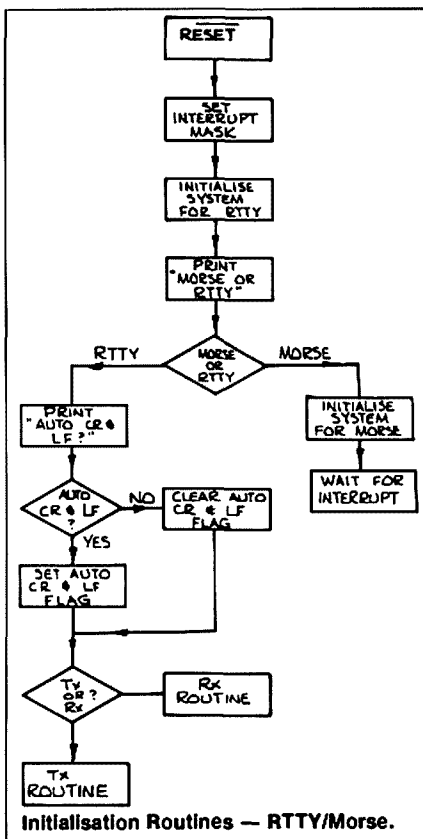 RESET
SET
INTERRUPT
MASK
INITIALISE
SYSTEM
FOR RTTY
PRINT
"MORSE OR
RTTY"
RTTY
MORSE
OR
RTTY
MORSE
PRINT
"AUTO CR &
LF?"
INITIALISE
SYSTEM
FOR MORSE
WAIT FOR
INTERRUPT
AUTO
CR & LF
?
NO
CLEAR AUTO
CR & LF
FLAG
YES
SET AUTO
CR & LF
FLAG
Tx
OR ?
Rx
Rx
ROUTINE
Tx
ROUTINE
Initialisation Routines — RTTY/Morse.